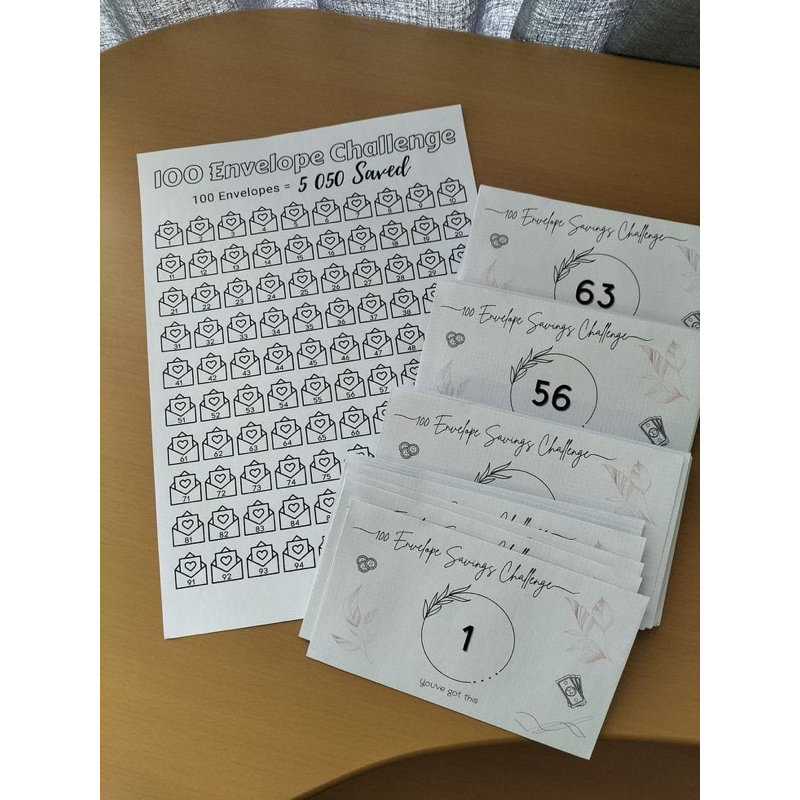 100 Envelope Challenge
100 Envelopes = 5 050 Saved
1 2 3 4 5 6 7 8 9 10
11 12 13 14 15 16 17 18 19 20
21 22 23 24 25 26 27 28 29
31 32 33 34 35 36 37 38
41 42 43 44 45 46 47 48
51 52 53 54 55 56 57
61 62 63 64 65 66
71 72 73 74 75
81 82 83 84
91 92 93 94
100 Envelope Savings Challenge
63
100 Envelope Savings Challenge
56
100 Envelope Savings Challenge
100 Envelope Savings Challenge
1
you've got this